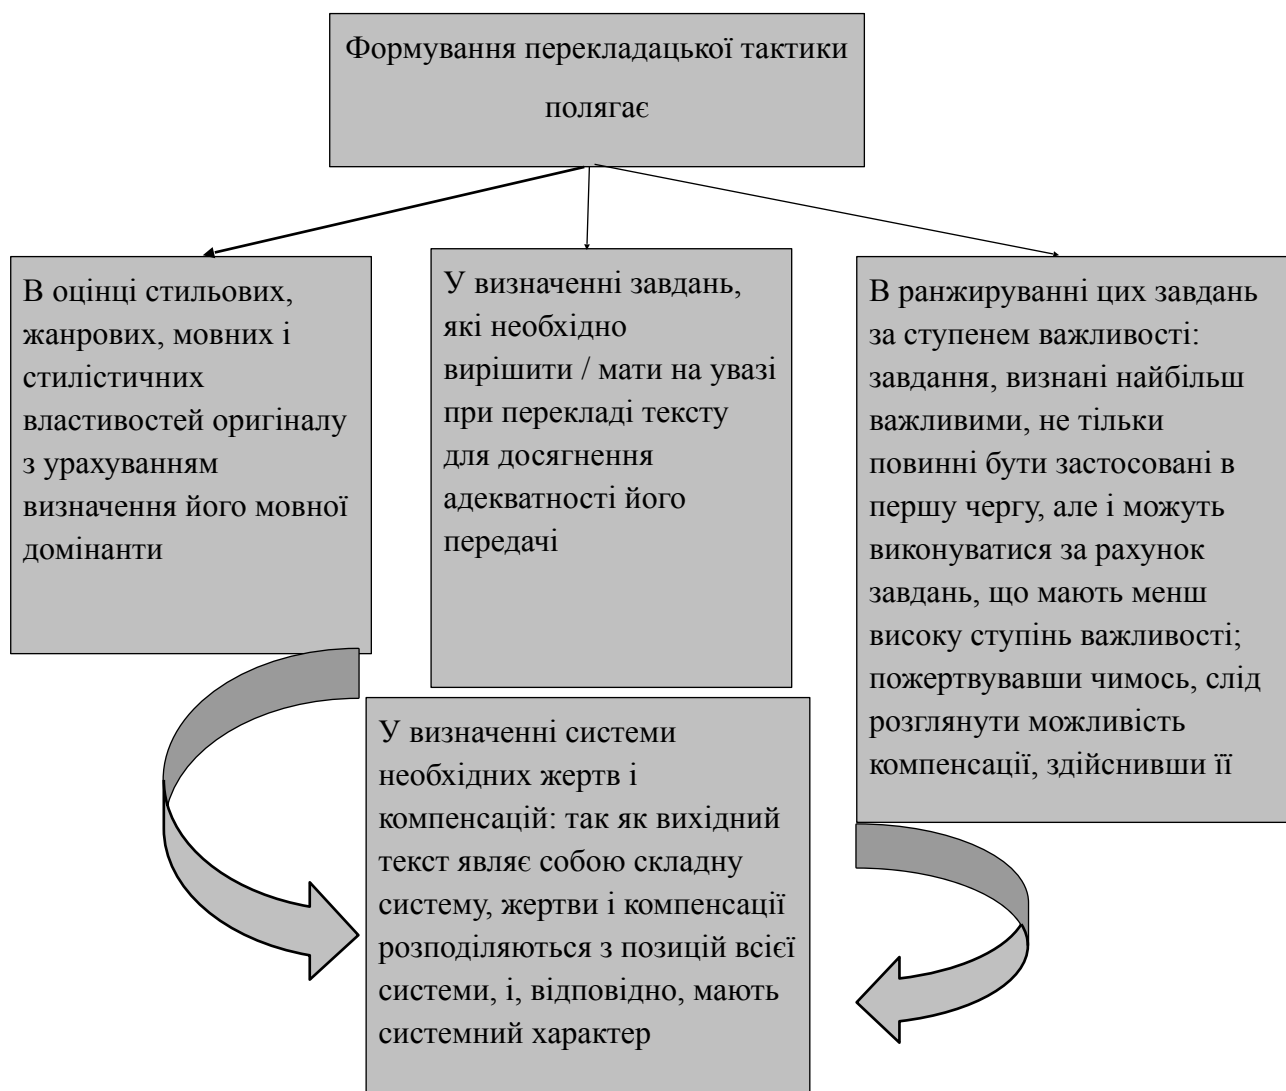 Формування перекладацької тактики
полягає
В оцінці стильових,
жанрових, мовних і
стилістичних
властивостей оригіналу
з урахуванням
визначення його мовної
домінанти
У визначенні завдань,
які необхідно
вирішити / мати на увазі
при перекладі тексту
для досягнення
адекватності його
передачі
В ранжируванні цих завдань
за ступенем важливості:
завдання, визнані найбільш
важливими, не тільки
повинні бути застосовані в
першу чергу, але і можуть
виконуватися за рахунок
завдань, що мають менш
високу ступінь важливості;
пожертвувавши чимось, слід
розглянути можливість
компенсації, здійснивши її
У визначенні системи
необхідних жертв і
компенсацій: так як вихідний
текст являє собою складну
систему, жертви і компенсації
розподіляються з позицій всієї
системи, і, відповідно, мають
системний характер